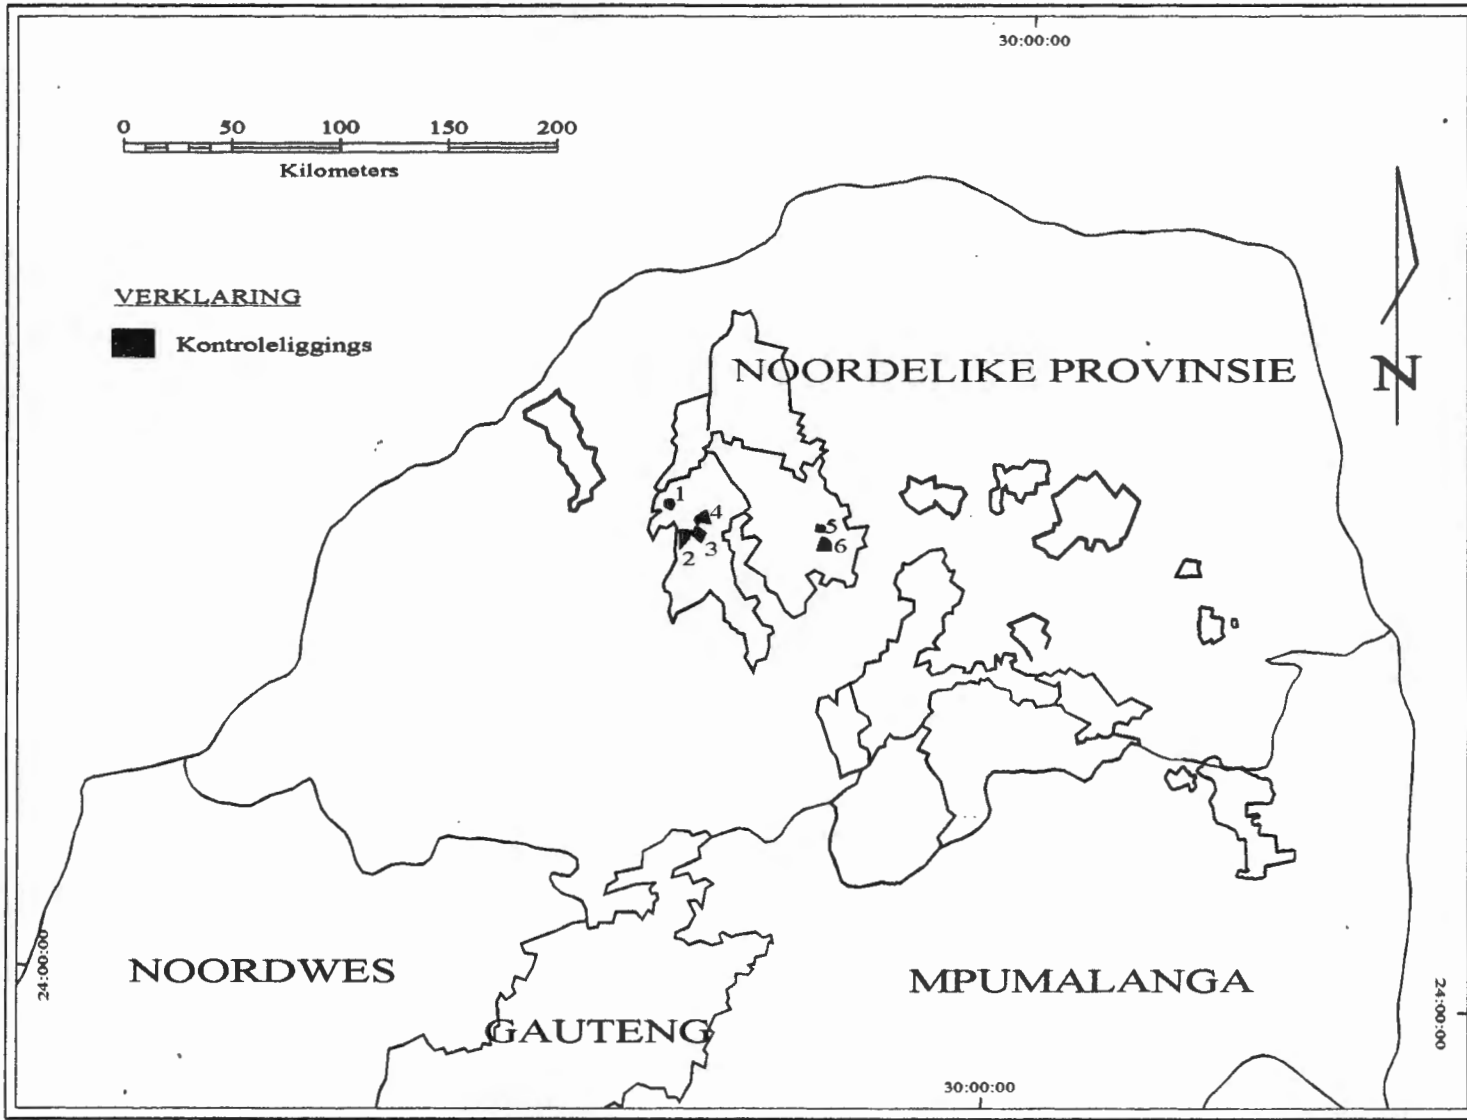 30:00:00
0 50 100 150 200
Kilometers
VERKLARING
Kontroleliggings
NOORDELIKE PROVINSIE
N
1
4
5
2
3
6
24:00:00
NOORDWES
MPUMALANGA
24:00:00
GAUTENG
30:00:00